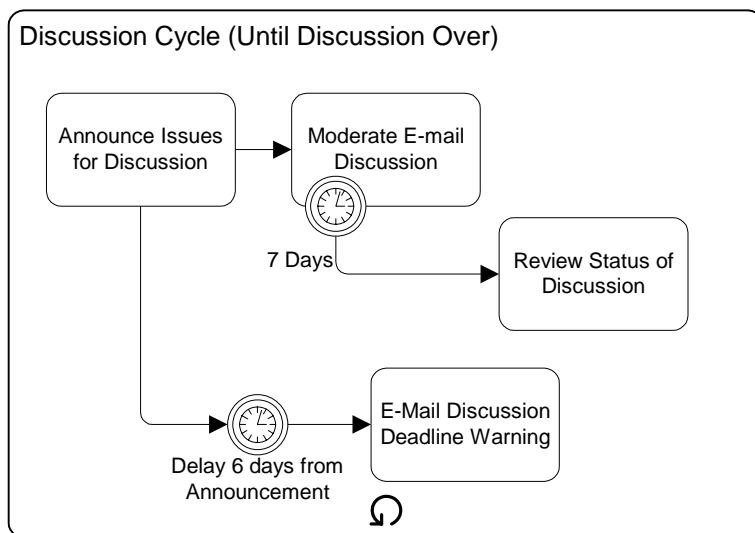 Discussion Cycle (Until Discussion Over)
Announce Issues
for Discussion
Moderate E-mail
Discussion
7 Days
Review Status of
Discussion
E-Mail Discussion
Deadline Warning
Delay 6 days from
Announcement